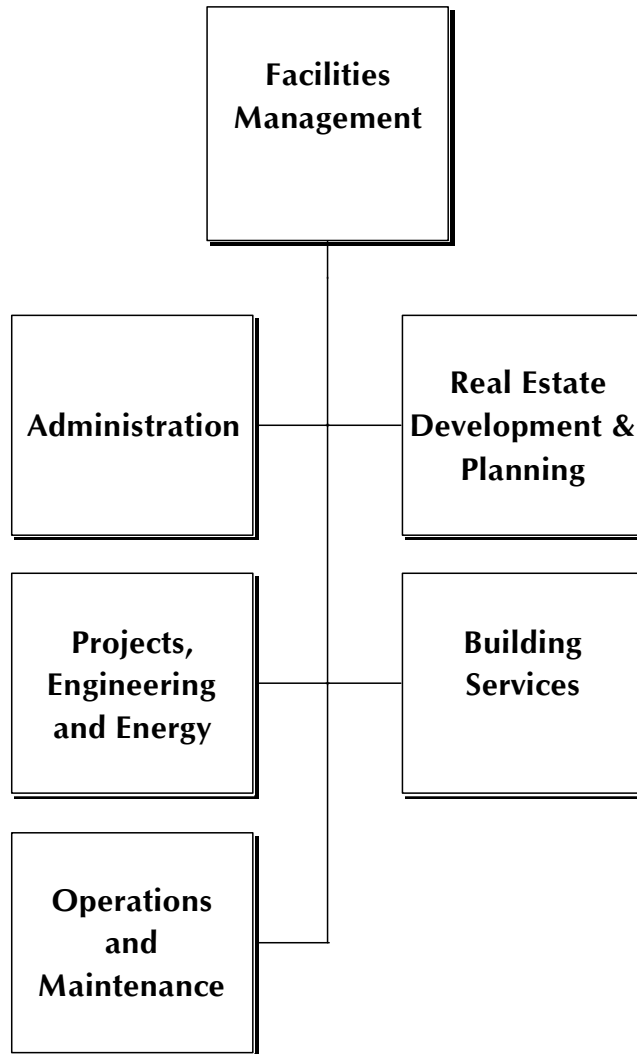 Facilities
Management
Administration
Real Estate
Development &
Planning
Projects,
Engineering
and Energy
Building
Services
Operations
and
Maintenance